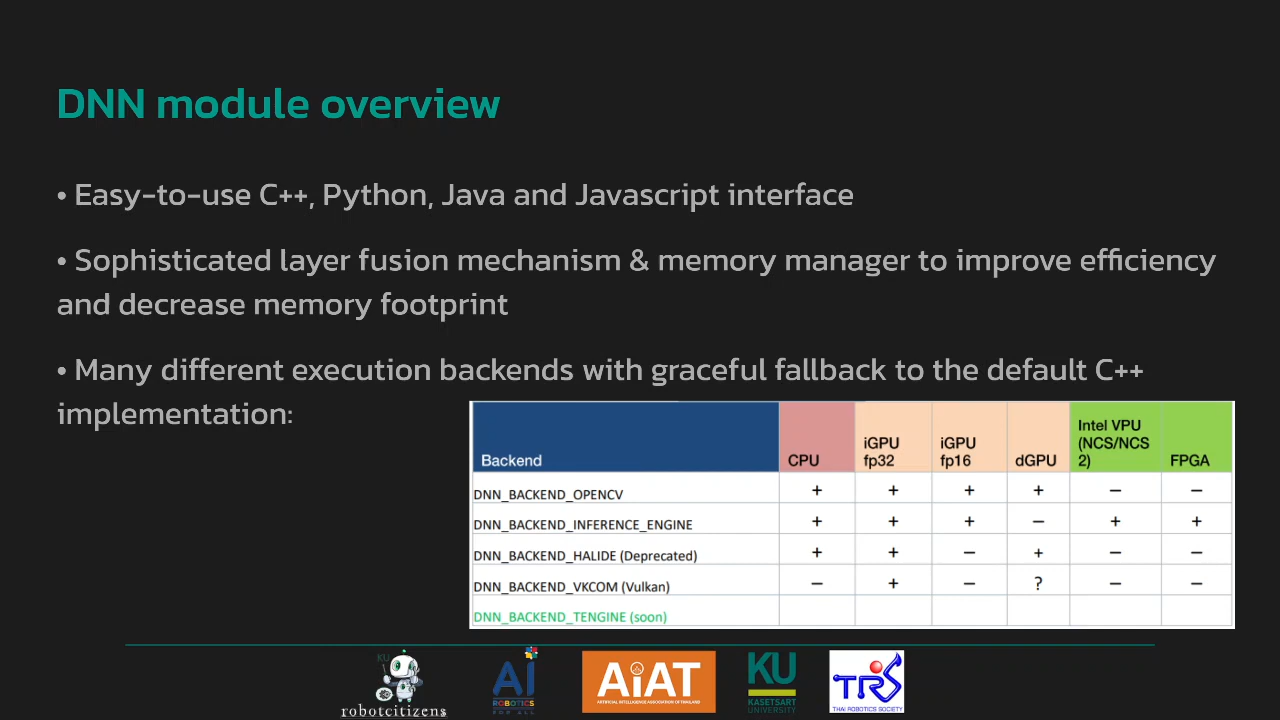 DNN module overview
• Easy-to-use C++, Python, Java and Javascript interface
• Sophisticated layer fusion mechanism & memory manager to improve efficiency
and decrease memory footprint
• Many different execution backends with graceful fallback to the default C++
implementation:
Backend CPU iGPU fp32 iGPU fp16 dGPU Intel VPU (NCS/NCS 2) FPGA
DNN_BACKEND_OPENCV + + + + − −
DNN_BACKEND_INFERENCE_ENGINE + + + − + +
DNN_BACKEND_HALIDE (Deprecated) + + − + − −
DNN_BACKEND_VKCOM (Vulkan) − + − ? − −
DNN_BACKEND_TENGINE (soon)
KU
robotcitizens
AI
ROBOTICS
FOR ALL
AiAT
ARTIFICIAL INTELLIGENCE ASSOCIATION OF THAILAND
KU
KASETSART
UNIVERSITY
TRS
THAI ROBOTICS SOCIETY